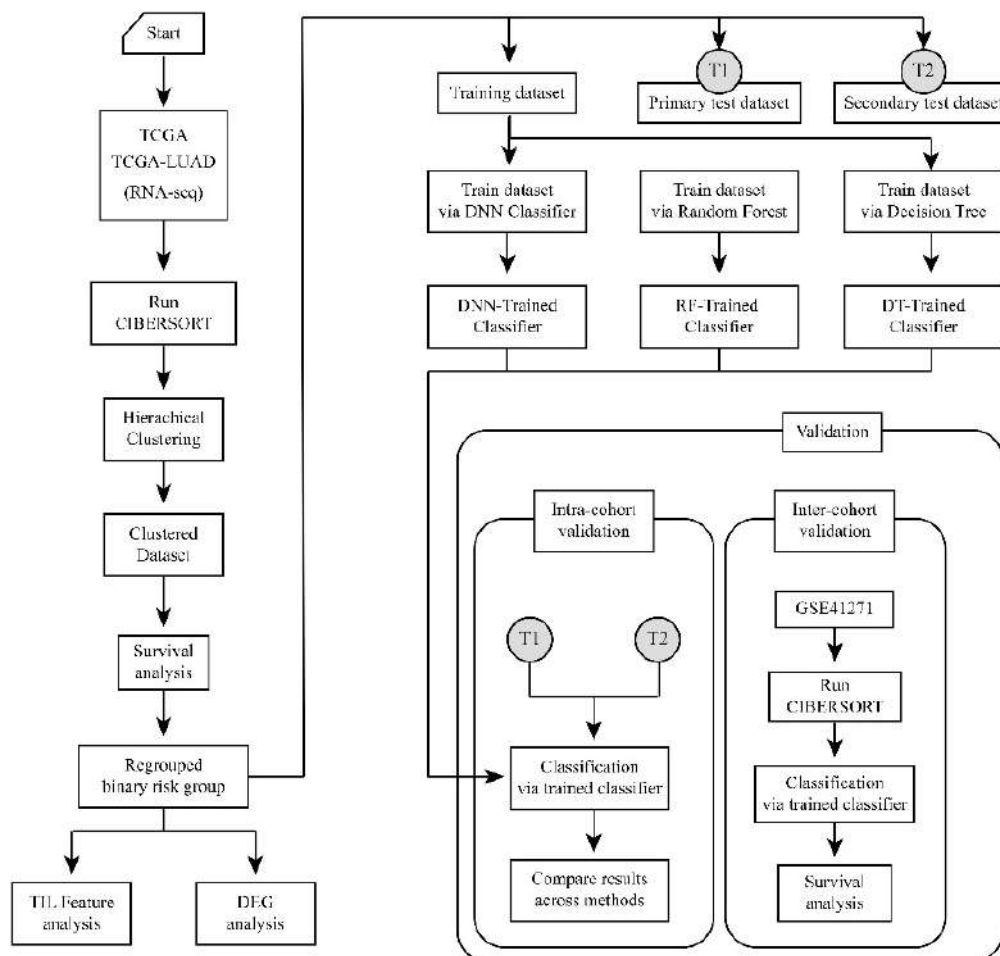 Start
TCGA
TCGA-LUAD
(RNA-seq)
Run
CIBERSORT
Hierachical
Clustering
Clustered
Dataset
Survival
analysis
Regrouped
binary risk group
TIL Feature
analysis
DEG
analysis
Training dataset
T1
Primary test dataset
T2
Secondary test dataset
Train dataset
via DNN Classifier
Train dataset
via Random Forest
Train dataset
via Decision Tree
DNN-Trained
Classifier
RF-Trained
Classifier
DT-Trained
Classifier
Validation
Intra-cohort
validation
T1
T2
Classification
via trained classifier
Compare results
across methods
Inter-cohort
validation
GSE41271
Run
CIBERSORT
Classification
via trained classifier
Survival
analysis